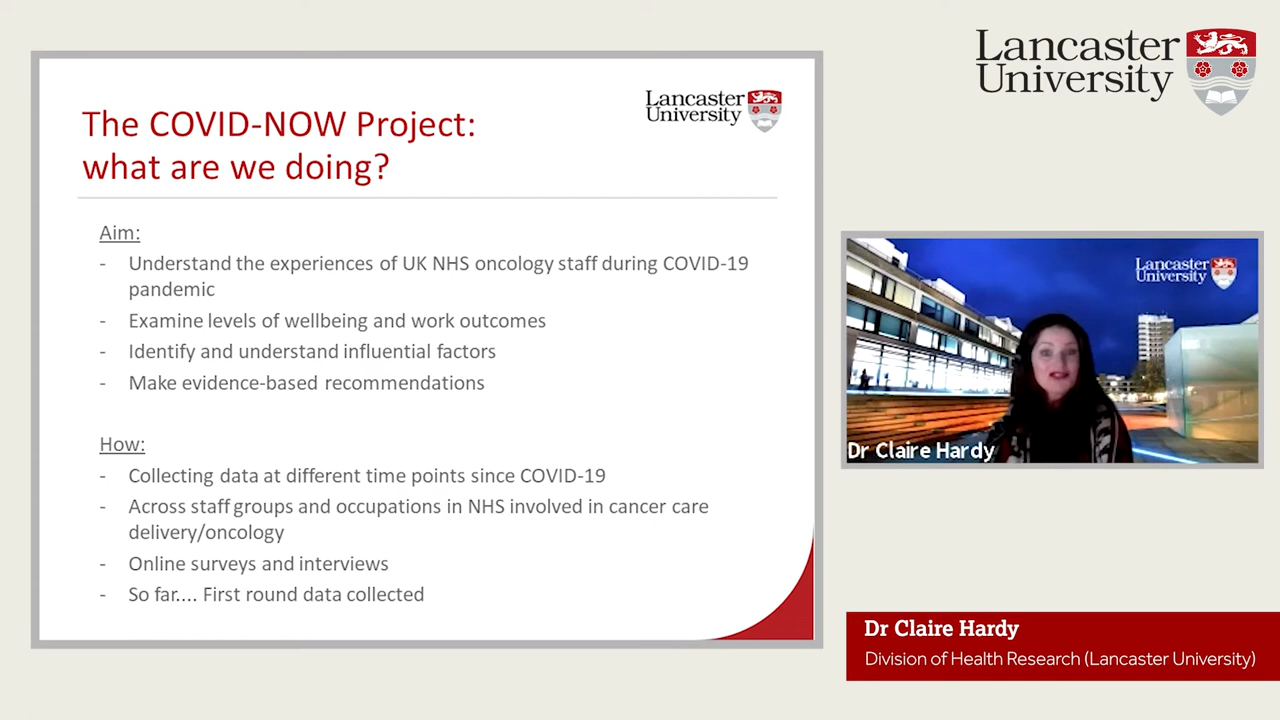 Lancaster
University
Lancaster
University
The COVID-NOW Project:
what are we doing?
Aim:
- Understand the experiences of UK NHS oncology staff during COVID-19
pandemic
- Examine levels of wellbeing and work outcomes
- Identify and understand influential factors
- Make evidence-based recommendations
How:
- Collecting data at different time points since COVID-19
- Across staff groups and occupations in NHS involved in cancer care
delivery/oncology
- Online surveys and interviews
- So far.... First round data collected
Lancaster
University
Dr Claire Hardy
Dr Claire Hardy
Division of Health Research (Lancaster University)